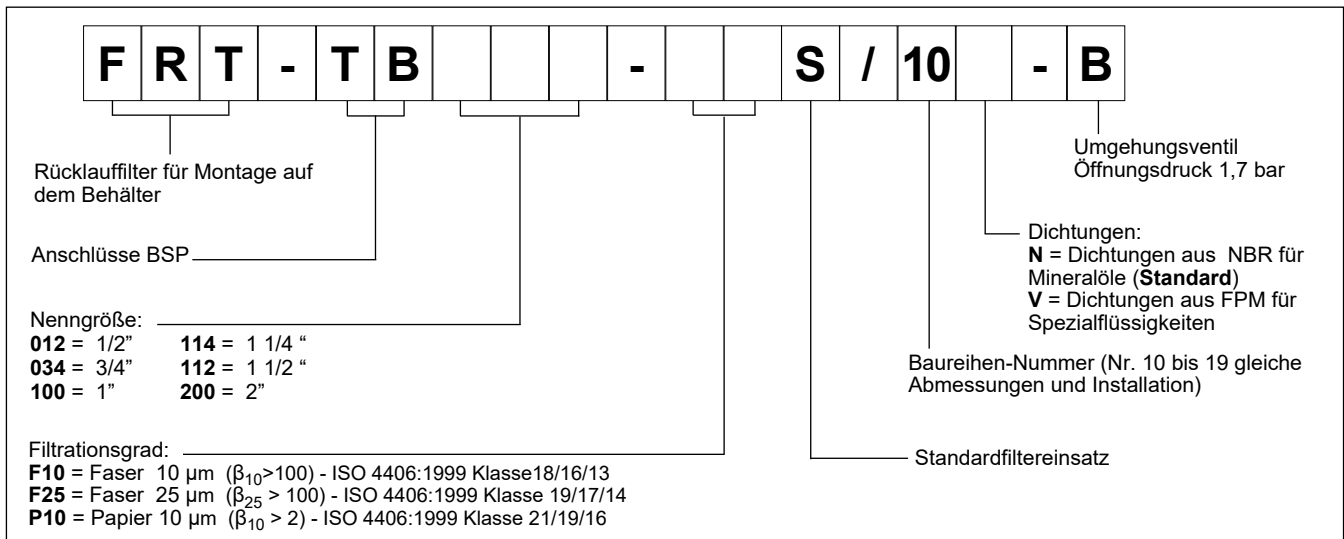 F R T - T B - S / 10 - B
Rücklauffilter für Montage auf
dem Behälter
Anschlüsse BSP
Nenngröße:
012 = 1/2” 114 = 1 1/4 “
034 = 3/4” 112 = 1 1/2 “
100 = 1” 200 = 2”
Filtrationsgrad:
F10 = Faser 10 µm (β10>100) - ISO 4406:1999 Klasse18/16/13
F25 = Faser 25 µm (β25 > 100) - ISO 4406:1999 Klasse 19/17/14
P10 = Papier 10 µm (β10 > 2) - ISO 4406:1999 Klasse 21/19/16
Umgehungsventil
Öffnungsdruck 1,7 bar
Dichtungen:
N = Dichtungen aus NBR für
Mineralöle (Standard)
V = Dichtungen aus FPM für
Spezialflüssigkeiten
Baureihen-Nummer (Nr. 10 bis 19 gleiche
Abmessungen und Installation)
Standardfiltereinsatz